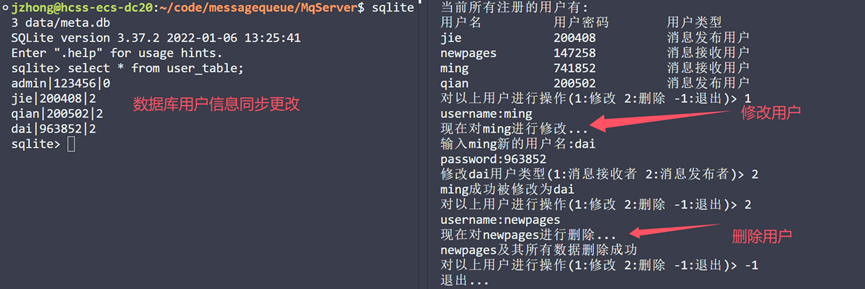 jzhong@hcss-ecs-dc20:~/code/messagequeue/MqServer$ sqlite
3 data/meta.db
SQLite version 3.37.2 2022-01-06 13:25:41
Enter ".help" for usage hints.
sqlite> select * from user_table;
admin|123456|0
jie|200408|2
qian|200502|2
dai|963852|2
sqlite>
数据库用户信息同步更改
当前所有注册的用户有:
用户名 用户密码 用户类型
jie 200408 消息发布用户
newpages 147258 消息接收用户
ming 741852 消息接收用户
qian 200502 消息发布用户
对以上用户进行操作(1:修改 2:删除 -1:退出)> 1
username:ming
现在对ming进行修改...
输入ming新的用户名:dai
password:963852
修改dai用户类型(1:消息接收者 2:消息发布者)> 2
ming成功被修改为dai
对以上用户进行操作(1:修改 2:删除 -1:退出)> 2
username:newpages
现在对newpages进行删除...
newpages及其所有数据删除成功
对以上用户进行操作(1:修改 2:删除 -1:退出)> -1
退出...
修改用户
删除用户